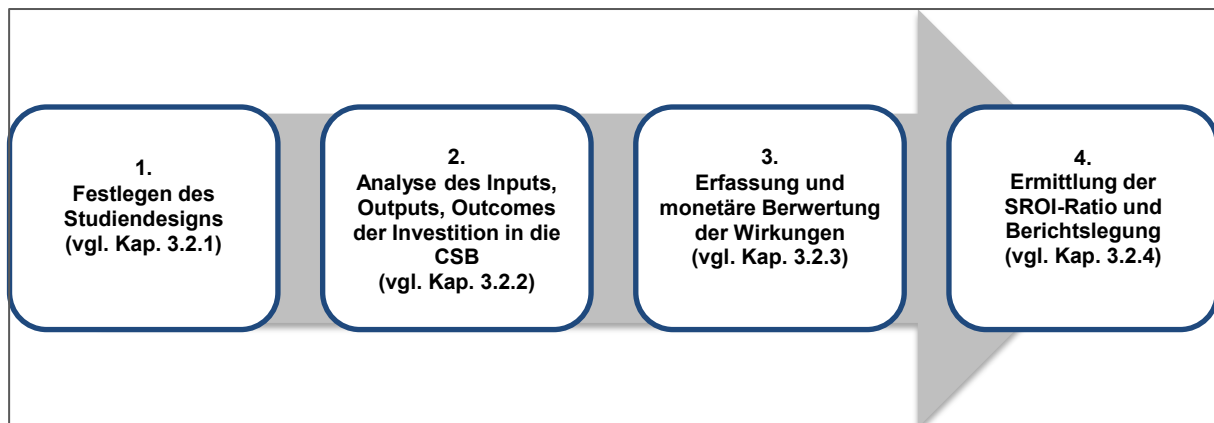 1.
Festlegen des
Studiendesigns
(vgl. Kap. 3.2.1)
2.
Analyse des Inputs,
Outputs, Outcomes
der Investition in die
CSB
(vgl. Kap. 3.2.2)
3.
Erfassung und
monetäre Berwertung
der Wirkungen
(vgl. Kap. 3.2.3)
4.
Ermittlung der
SROI-Ratio und
Berichtslegung
(vgl. Kap. 3.2.4)